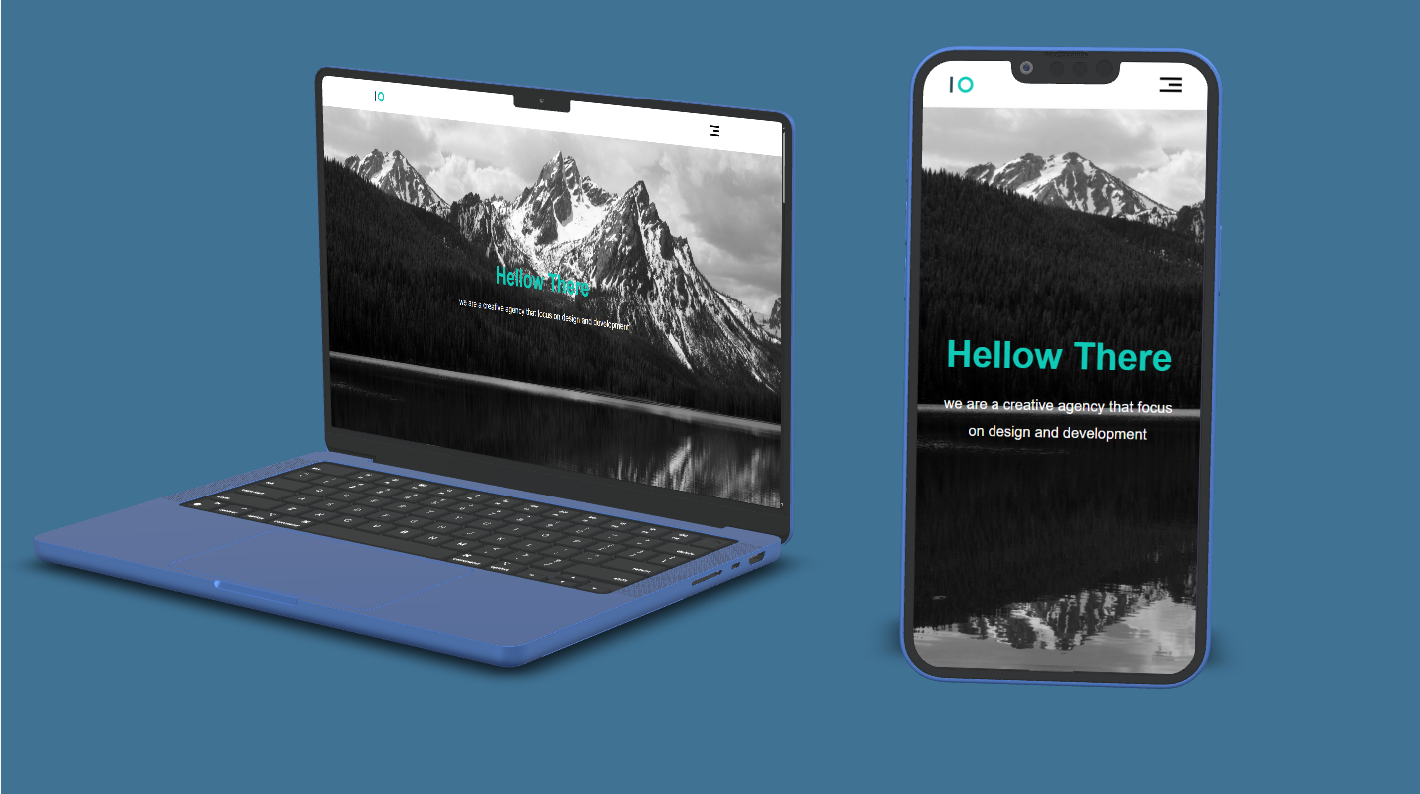 IO
Hellow There
we are a creative agency that focus on design and development
IO
Hellow There
we are a creative agency that focus
on design and development